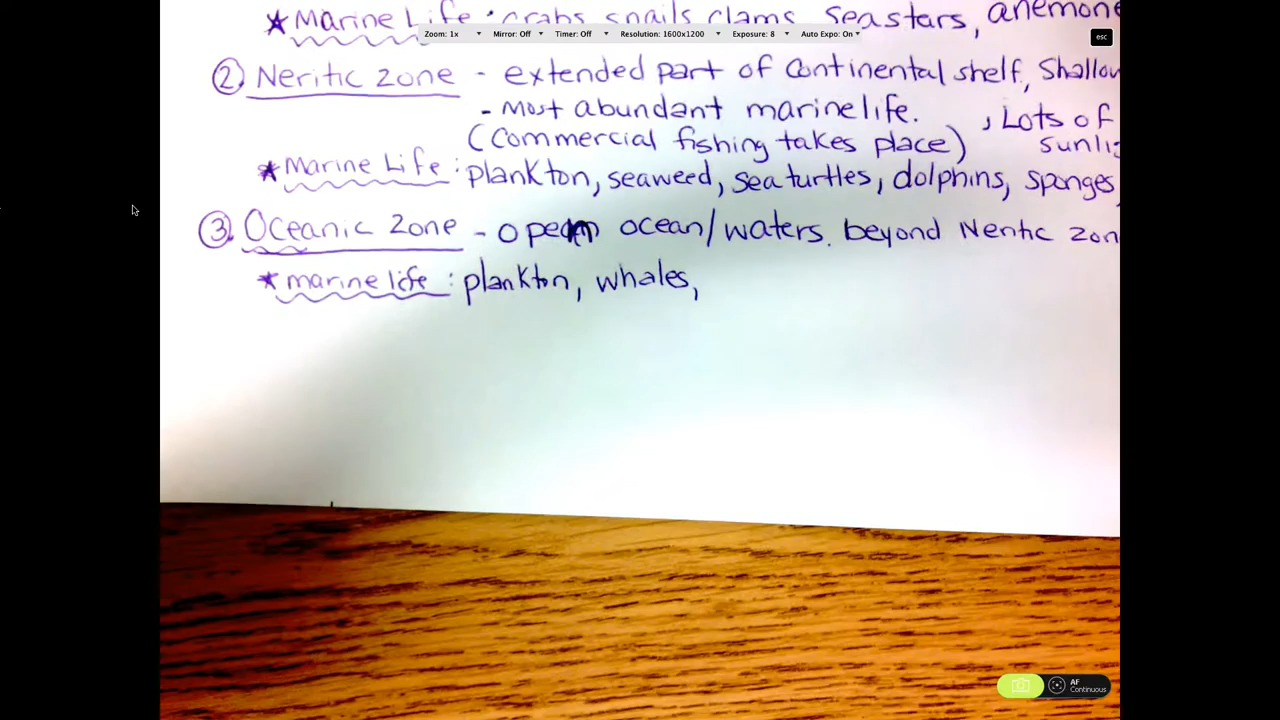 ★ Marine Life : crabs snails clams, seastars, anemone
Zoom: 1x Mirror: Off Timer: Off Resolution: 1600x1200 Exposure: 8 Auto Expo: On
esc
② Neritic zone - extended part of Continental shelf, Shallow
- Most abundant marine life. , Lots of
(Commercial fishing takes place) sunlig
★ Marine Life : plankton, seaweed, sea turtles, dolphins, sponges,
③. Oceanic Zone - open ocean/waters. beyond Neritic zon
★ marine life : plankton, whales,
AF
Continuous